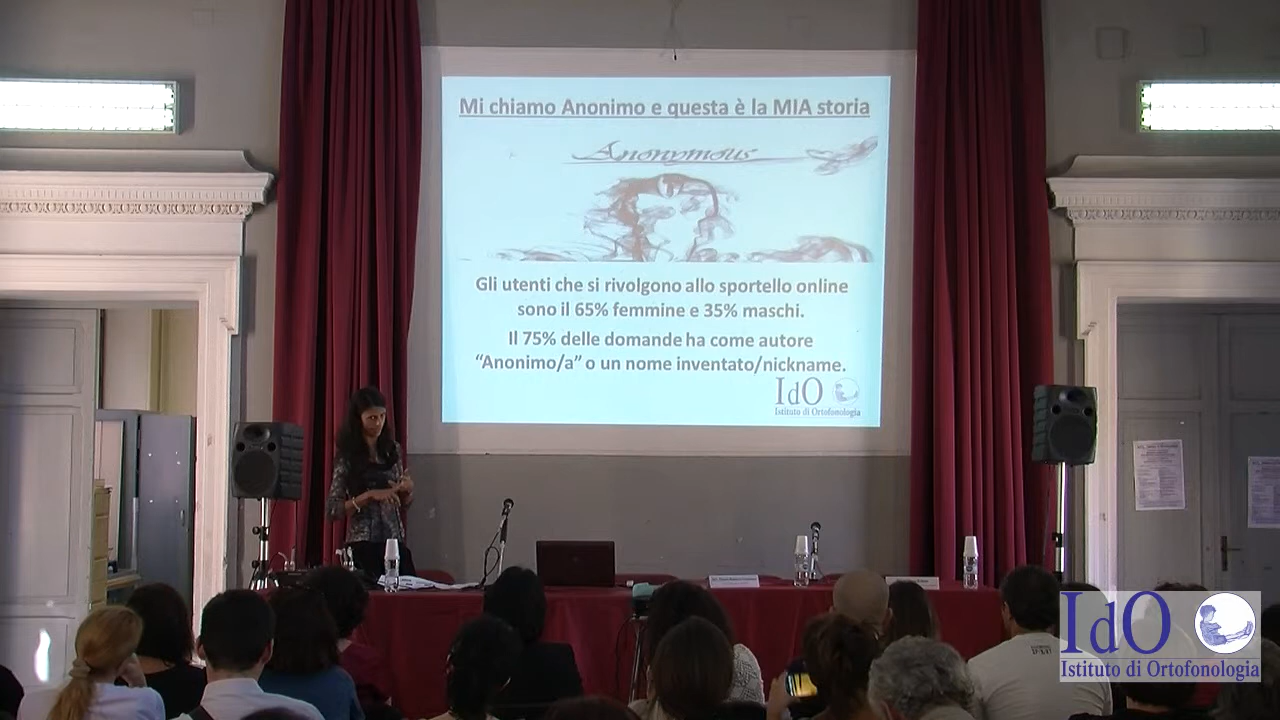 Mi chiamo Anonimo e questa è la MIA storia
Anonymous
Gli utenti che si rivolgono allo sportello online
sono il 65% femmine e 35% maschi.
Il 75% delle domande ha come autore
“Anonimo/a” o un nome inventato/nickname.
IdO
Istituto di Ortofonologia
IdO
Istituto di Ortofonologia